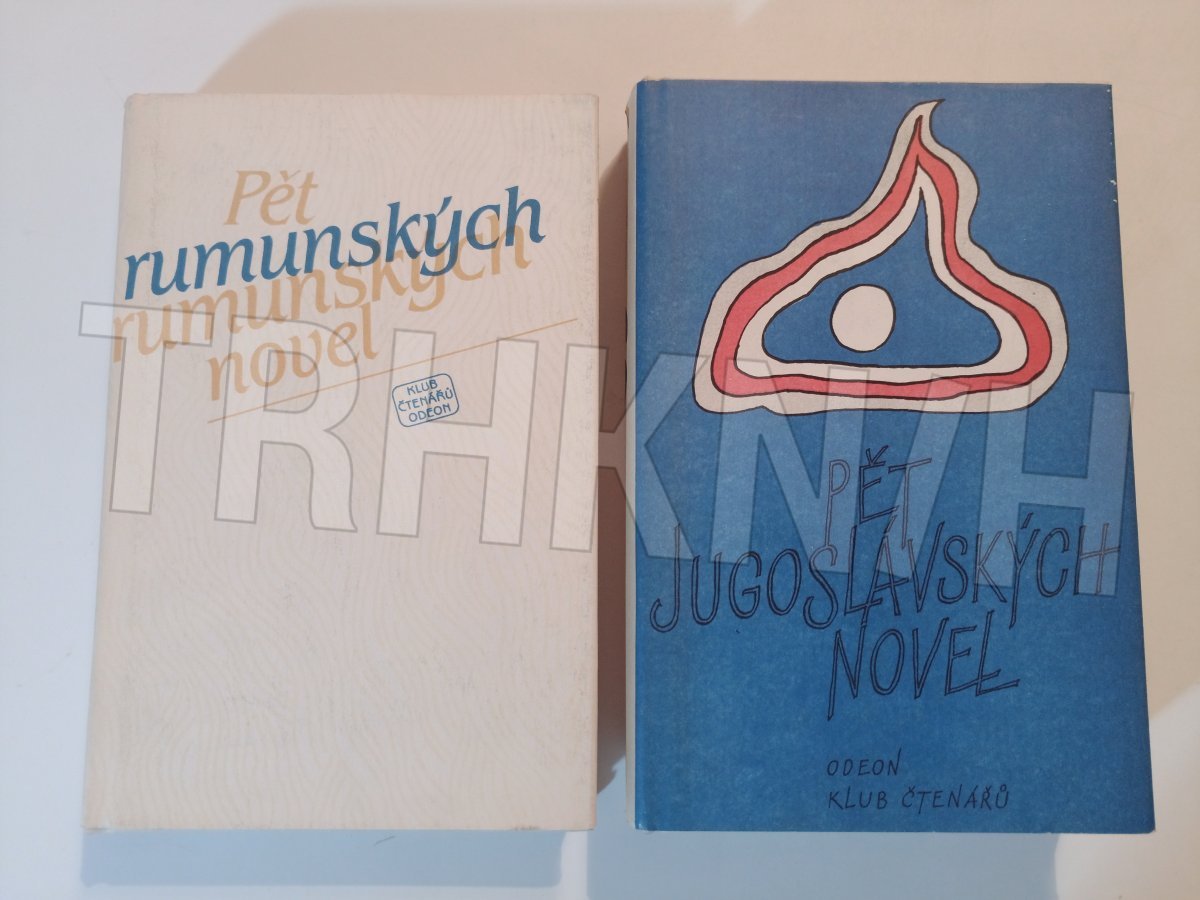 Pět
rumunských
rumunských
novel
KLUB
ČTENÁŘŮ
ODEON
PĚT
JUGOSLÁVSKÝCH
NOVEL
ODEON
KLUB ČTENÁŘŮ
TRHKNIH